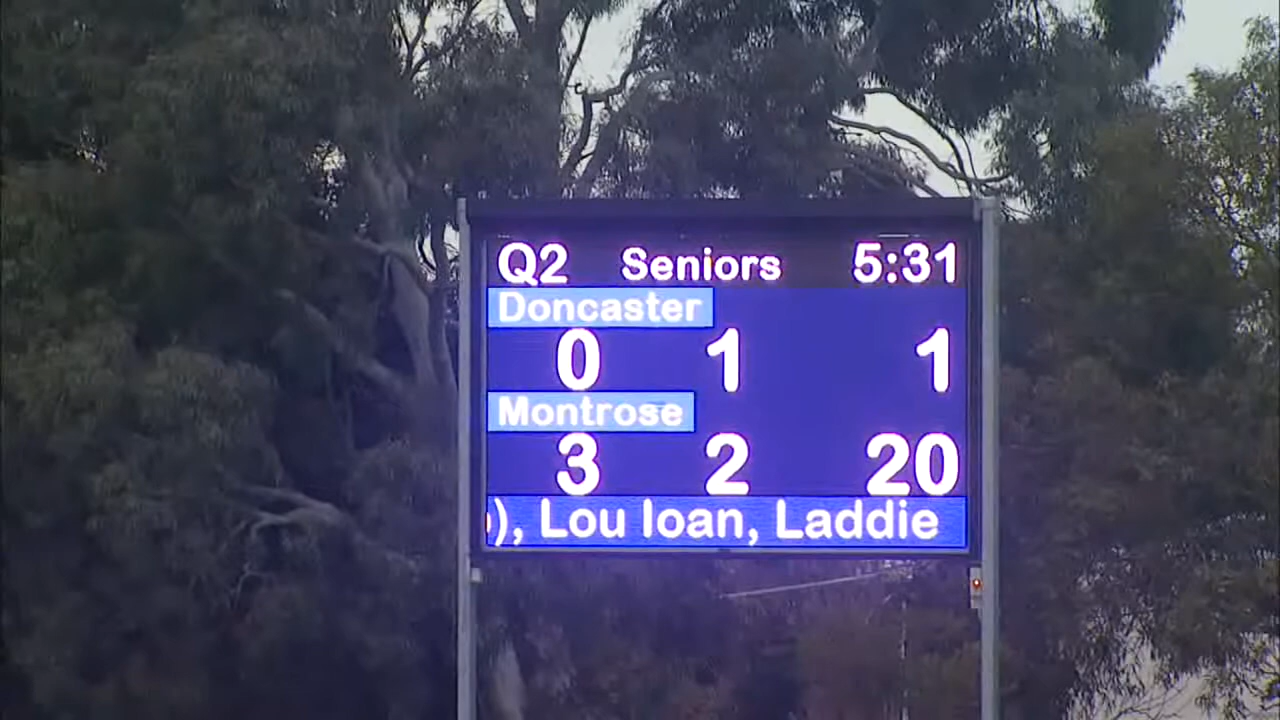 Q2 Seniors 5:31
Doncaster
0 1 1
Montrose
3 2 20
), Lou Ioan, Laddie